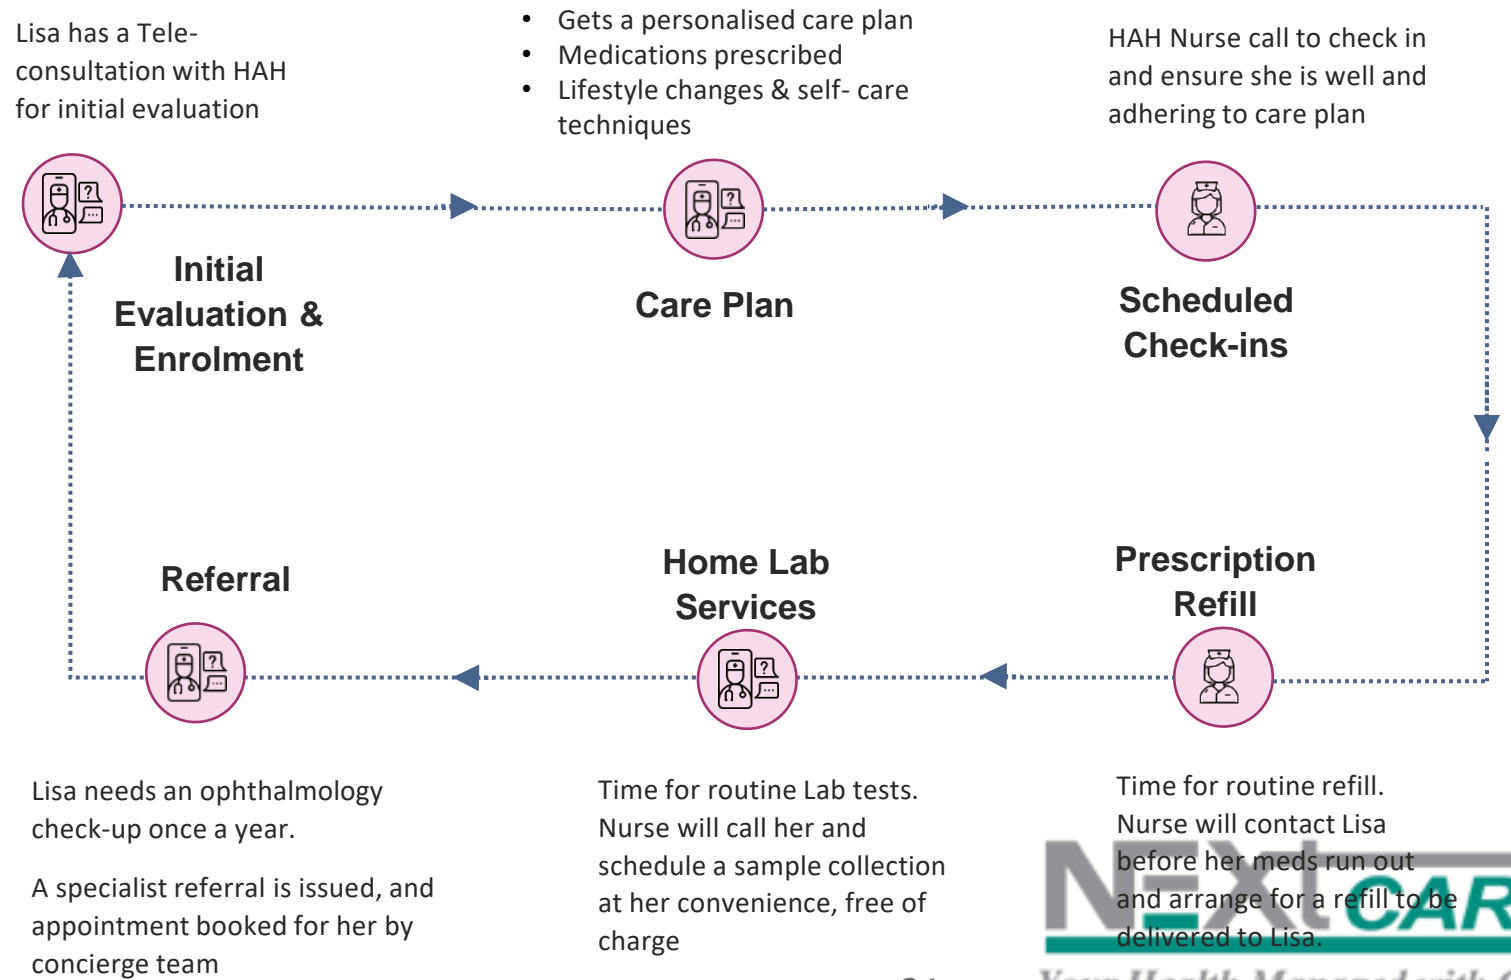 Lisa has a Tele-
consultation with HAH
for initial evaluation
• Gets a personalised care plan
• Medications prescribed
• Lifestyle changes & self- care
techniques
HAH Nurse call to check in
and ensure she is well and
adhering to care plan
Initial
Evaluation &
Enrolment
Care Plan
Scheduled
Check-ins
Referral
Home Lab
Services
Prescription
Refill
Lisa needs an ophthalmology
check-up once a year.
A specialist referral is issued, and
appointment booked for her by
concierge team
Time for routine Lab tests.
Nurse will call her and
schedule a sample collection
at her convenience, free of
charge
Time for routine refill.
Nurse will contact Lisa
before her meds run out
and arrange for a refill to be
delivered to Lisa.
NEXtCAR
Your Health Managed with